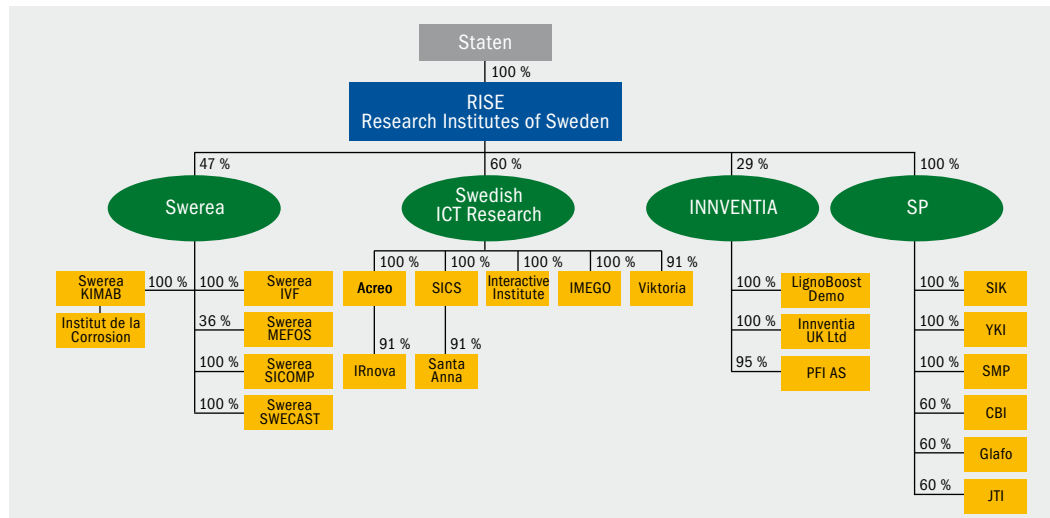 Staten
100 %
RISE
Research Institutes of Sweden
47 %
60 %
29 %
100 %
Swerea
Swedish
ICT Research
INNVENTIA
SP
Swerea
KIMAB
100 %
Institut de la
Corrosion
100 %
Swerea
IVF
36 %
Swerea
MEFOS
100 %
Swerea
SICOMP
100 %
Swerea
SWECAST
100 %
100 %
100 %
100 %
91 %
Acreo
SICS
Interactive
Institute
IMEGO
Viktoria
91 %
91 %
IRnova
Santa
Anna
100 %
LignoBoost
Demo
100 %
Innventia
UK Ltd
95 %
PFI AS
100 %
SIK
100 %
YKI
100 %
SMP
60 %
CBI
60 %
Glafo
60 %
JTI